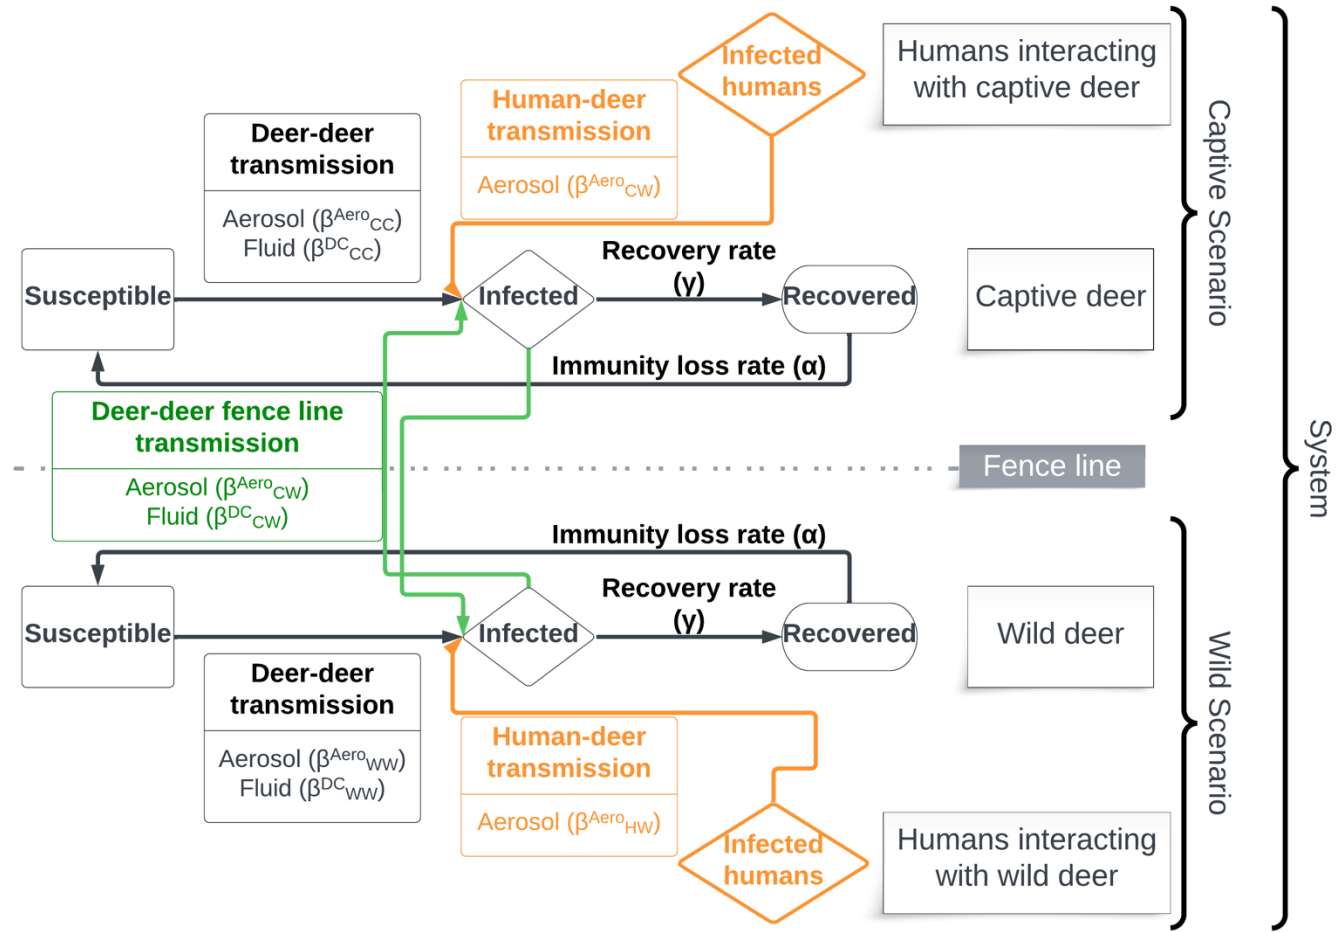 Infected
humans
Humans interacting
with captive deer
Human-deer
transmission
Aerosol (βAeroCW)
Deer-deer
transmission
Aerosol (βAeroCC)
Fluid (βDCCC)
Captive Scenario
Susceptible
Infected
Recovery rate
(γ)
Recovered
Captive deer
Immunity loss rate (α)
Deer-deer fence line
transmission
Aerosol (βAeroCW)
Fluid (βDCCW)
Fence line
System
Immunity loss rate (α)
Susceptible
Infected
Recovery rate
(γ)
Recovered
Wild deer
Wild Scenario
Deer-deer
transmission
Aerosol (βAeroWW)
Fluid (βDCWW)
Human-deer
transmission
Aerosol (βAeroHW)
Infected
humans
Humans interacting
with wild deer